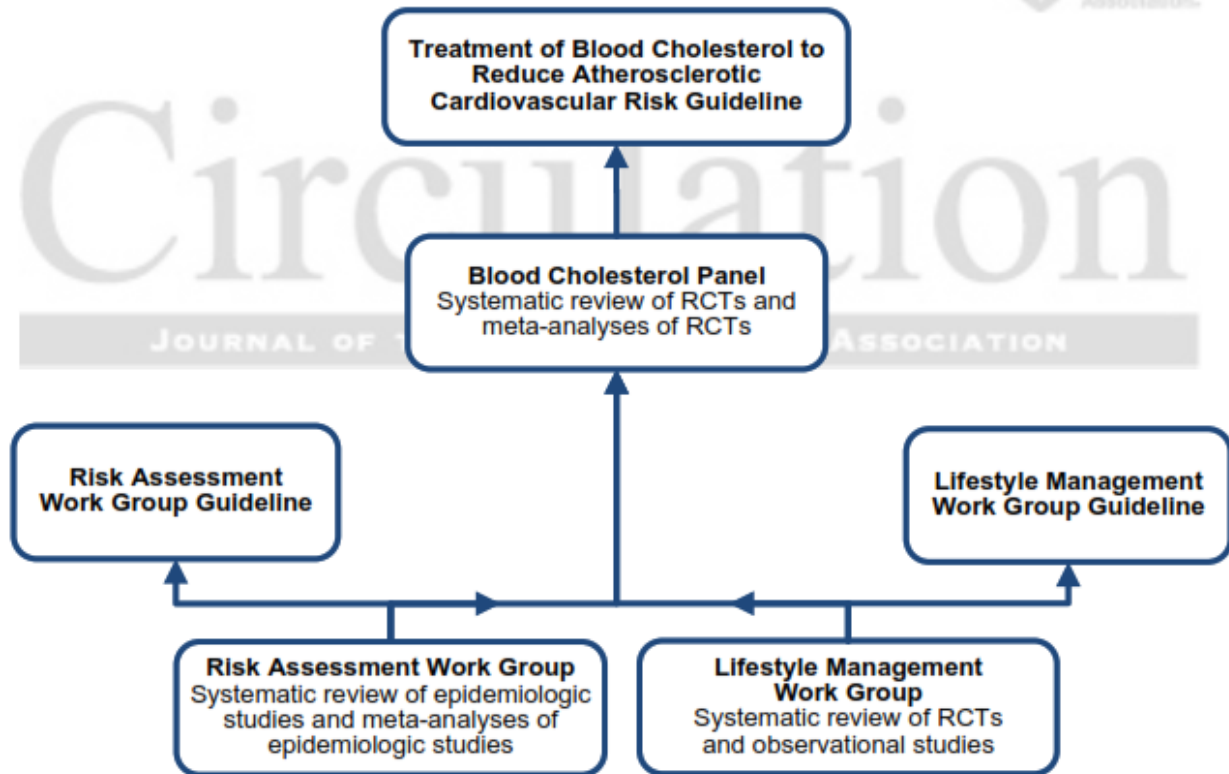 Association
Treatment of Blood Cholesterol to
Reduce Atherosclerotic
Cardiovascular Risk Guideline
Circulation
Blood Cholesterol Panel
Systematic review of RCTs and
meta-analyses of RCTs
JOURNAL OF T
ASSOCIATION
Risk Assessment
Work Group Guideline
Lifestyle Management
Work Group Guideline
Risk Assessment Work Group
Systematic review of epidemiologic
studies and meta-analyses of
epidemiologic studies
Lifestyle Management
Work Group
Systematic review of RCTs
and observational studies